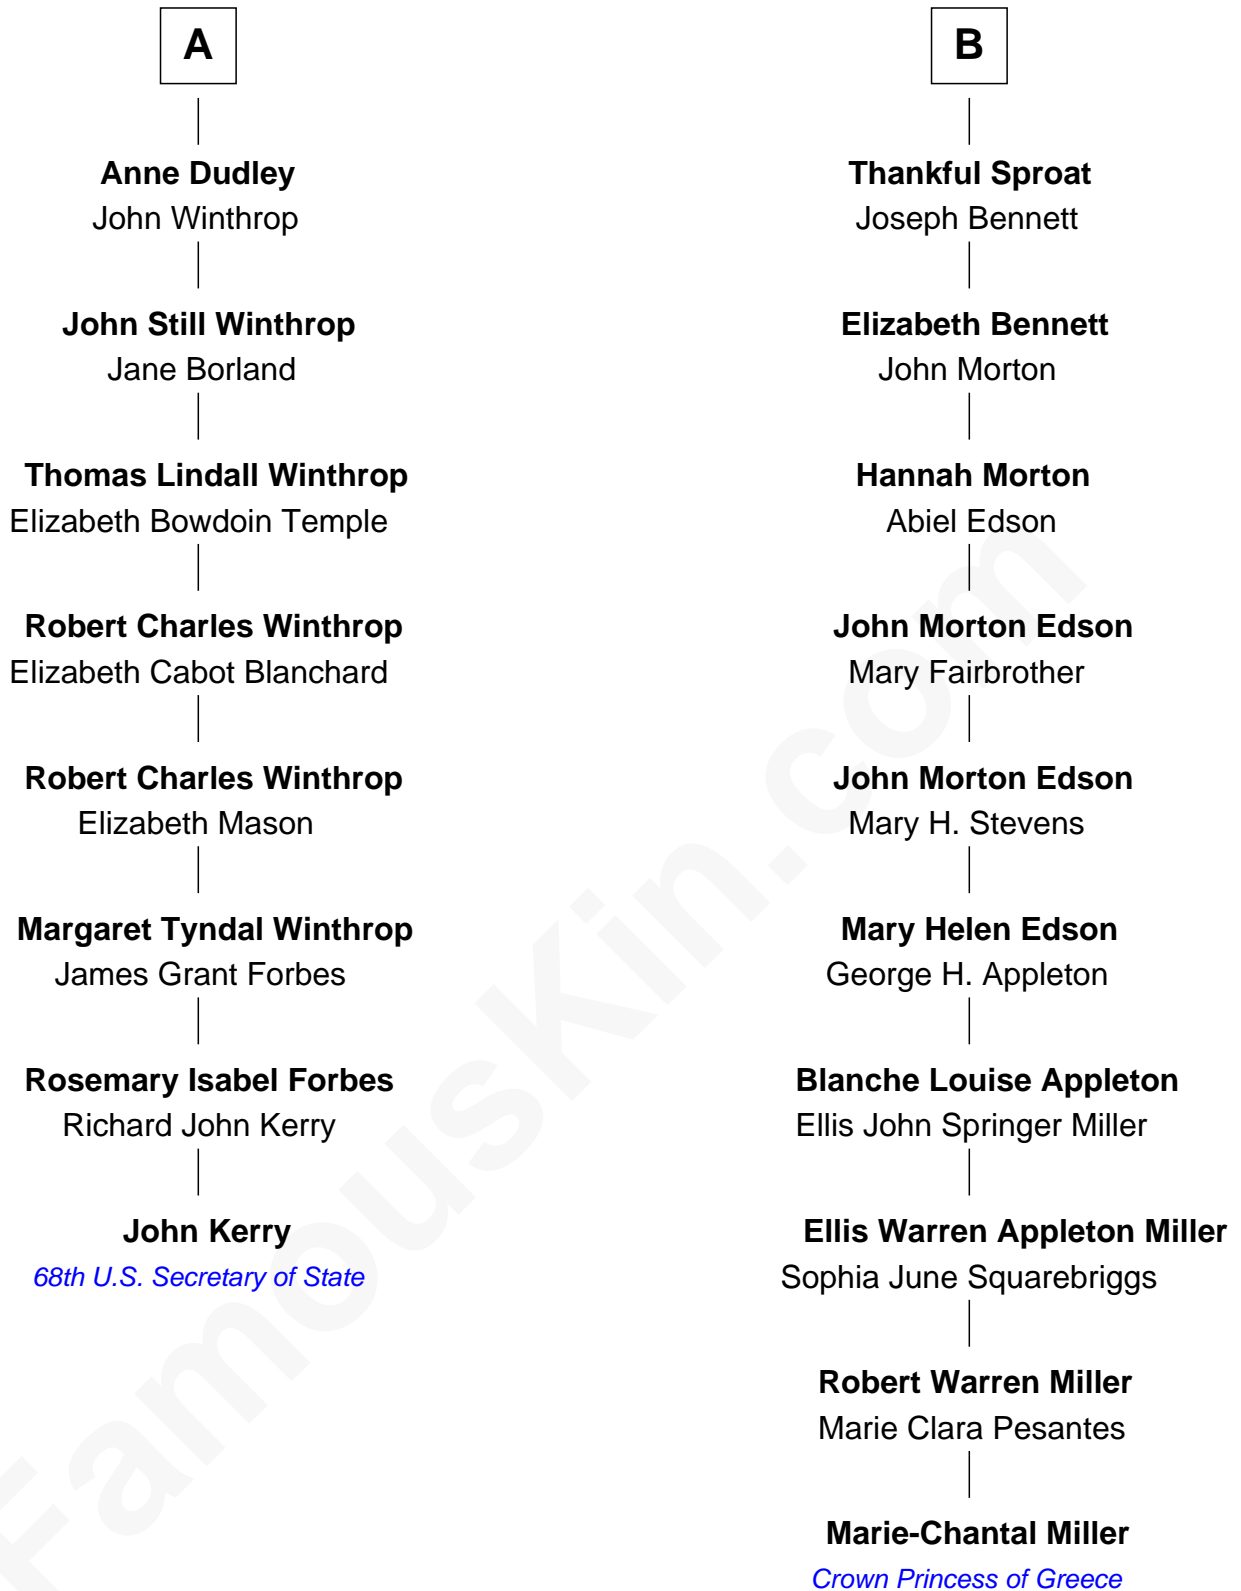 A
Anne Dudley
John Winthrop
John Still Winthrop
Jane Borland
Thomas Lindall Winthrop
Elizabeth Bowdoin Temple
Robert Charles Winthrop
Elizabeth Cabot Blanchard
Robert Charles Winthrop
Elizabeth Mason
Margaret Tyndal Winthrop
James Grant Forbes
Rosemary Isabel Forbes
Richard John Kerry
John Kerry
68th U.S. Secretary of State
B
Thankful Sproat
Joseph Bennett
Elizabeth Bennett
John Morton
Hannah Morton
Abiel Edson
John Morton Edson
Mary Fairbrother
John Morton Edson
Mary H. Stevens
Mary Helen Edson
George H. Appleton
Blanche Louise Appleton
Ellis John Springer Miller
Ellis Warren Appleton Miller
Sophia June Squarebriggs
Robert Warren Miller
Marie Clara Pesantes
Marie-Chantal Miller
Crown Princess of Greece
FamousKin.com